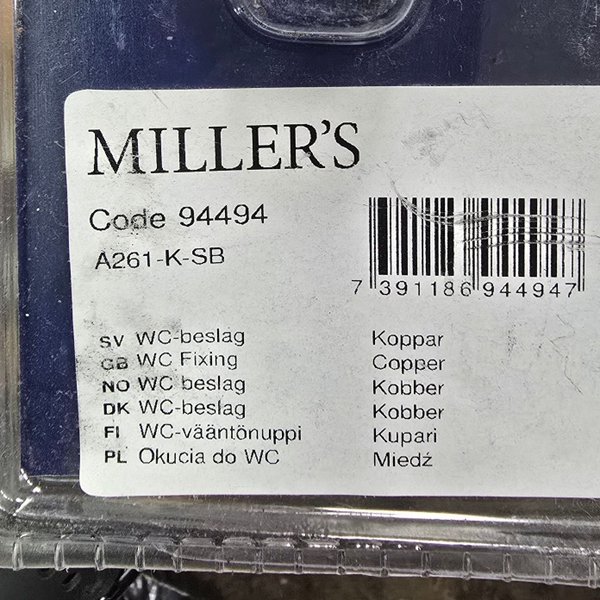 MILLER'S
Code 94494
A261-K-SB
7 391186 944947
SV WC-beslag Koppar
GB WC Fixing Copper
NO WC beslag Kobber
DK WC-beslag Kobber
FI WC-vääntönuppi Kupari
PL Okucia do WC Miedź